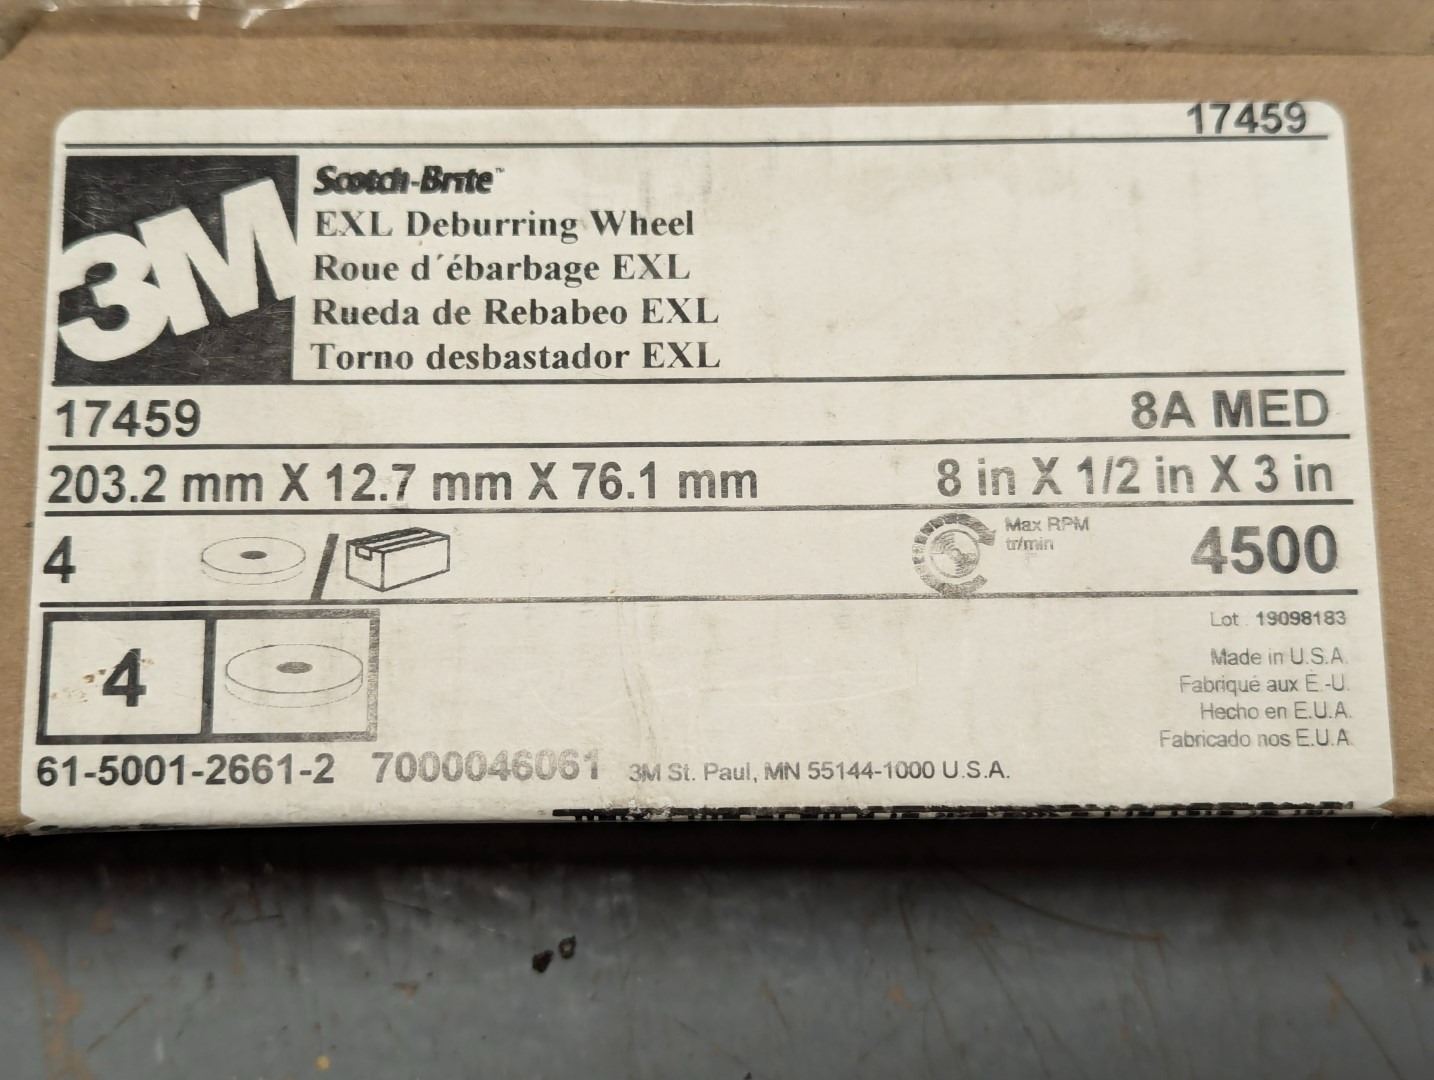 17459
3M
Scotch-Brite™
EXL Deburring Wheel
Roue d´ébarbage EXL
Rueda de Rebabeo EXL
Torno desbastador EXL
17459 8A MED
203.2 mm X 12.7 mm X 76.1 mm 8 in X 1/2 in X 3 in
4 / Max RPM
tr/min 4500
Lot 19098183
4
Made in U.S.A.
Fabriqué aux É.-U.
Hecho en E.U.A.
Fabricado nos E.U.A.
61-5001-2661-2 7000046061 3M St. Paul, MN 55144-1000 U.S.A.